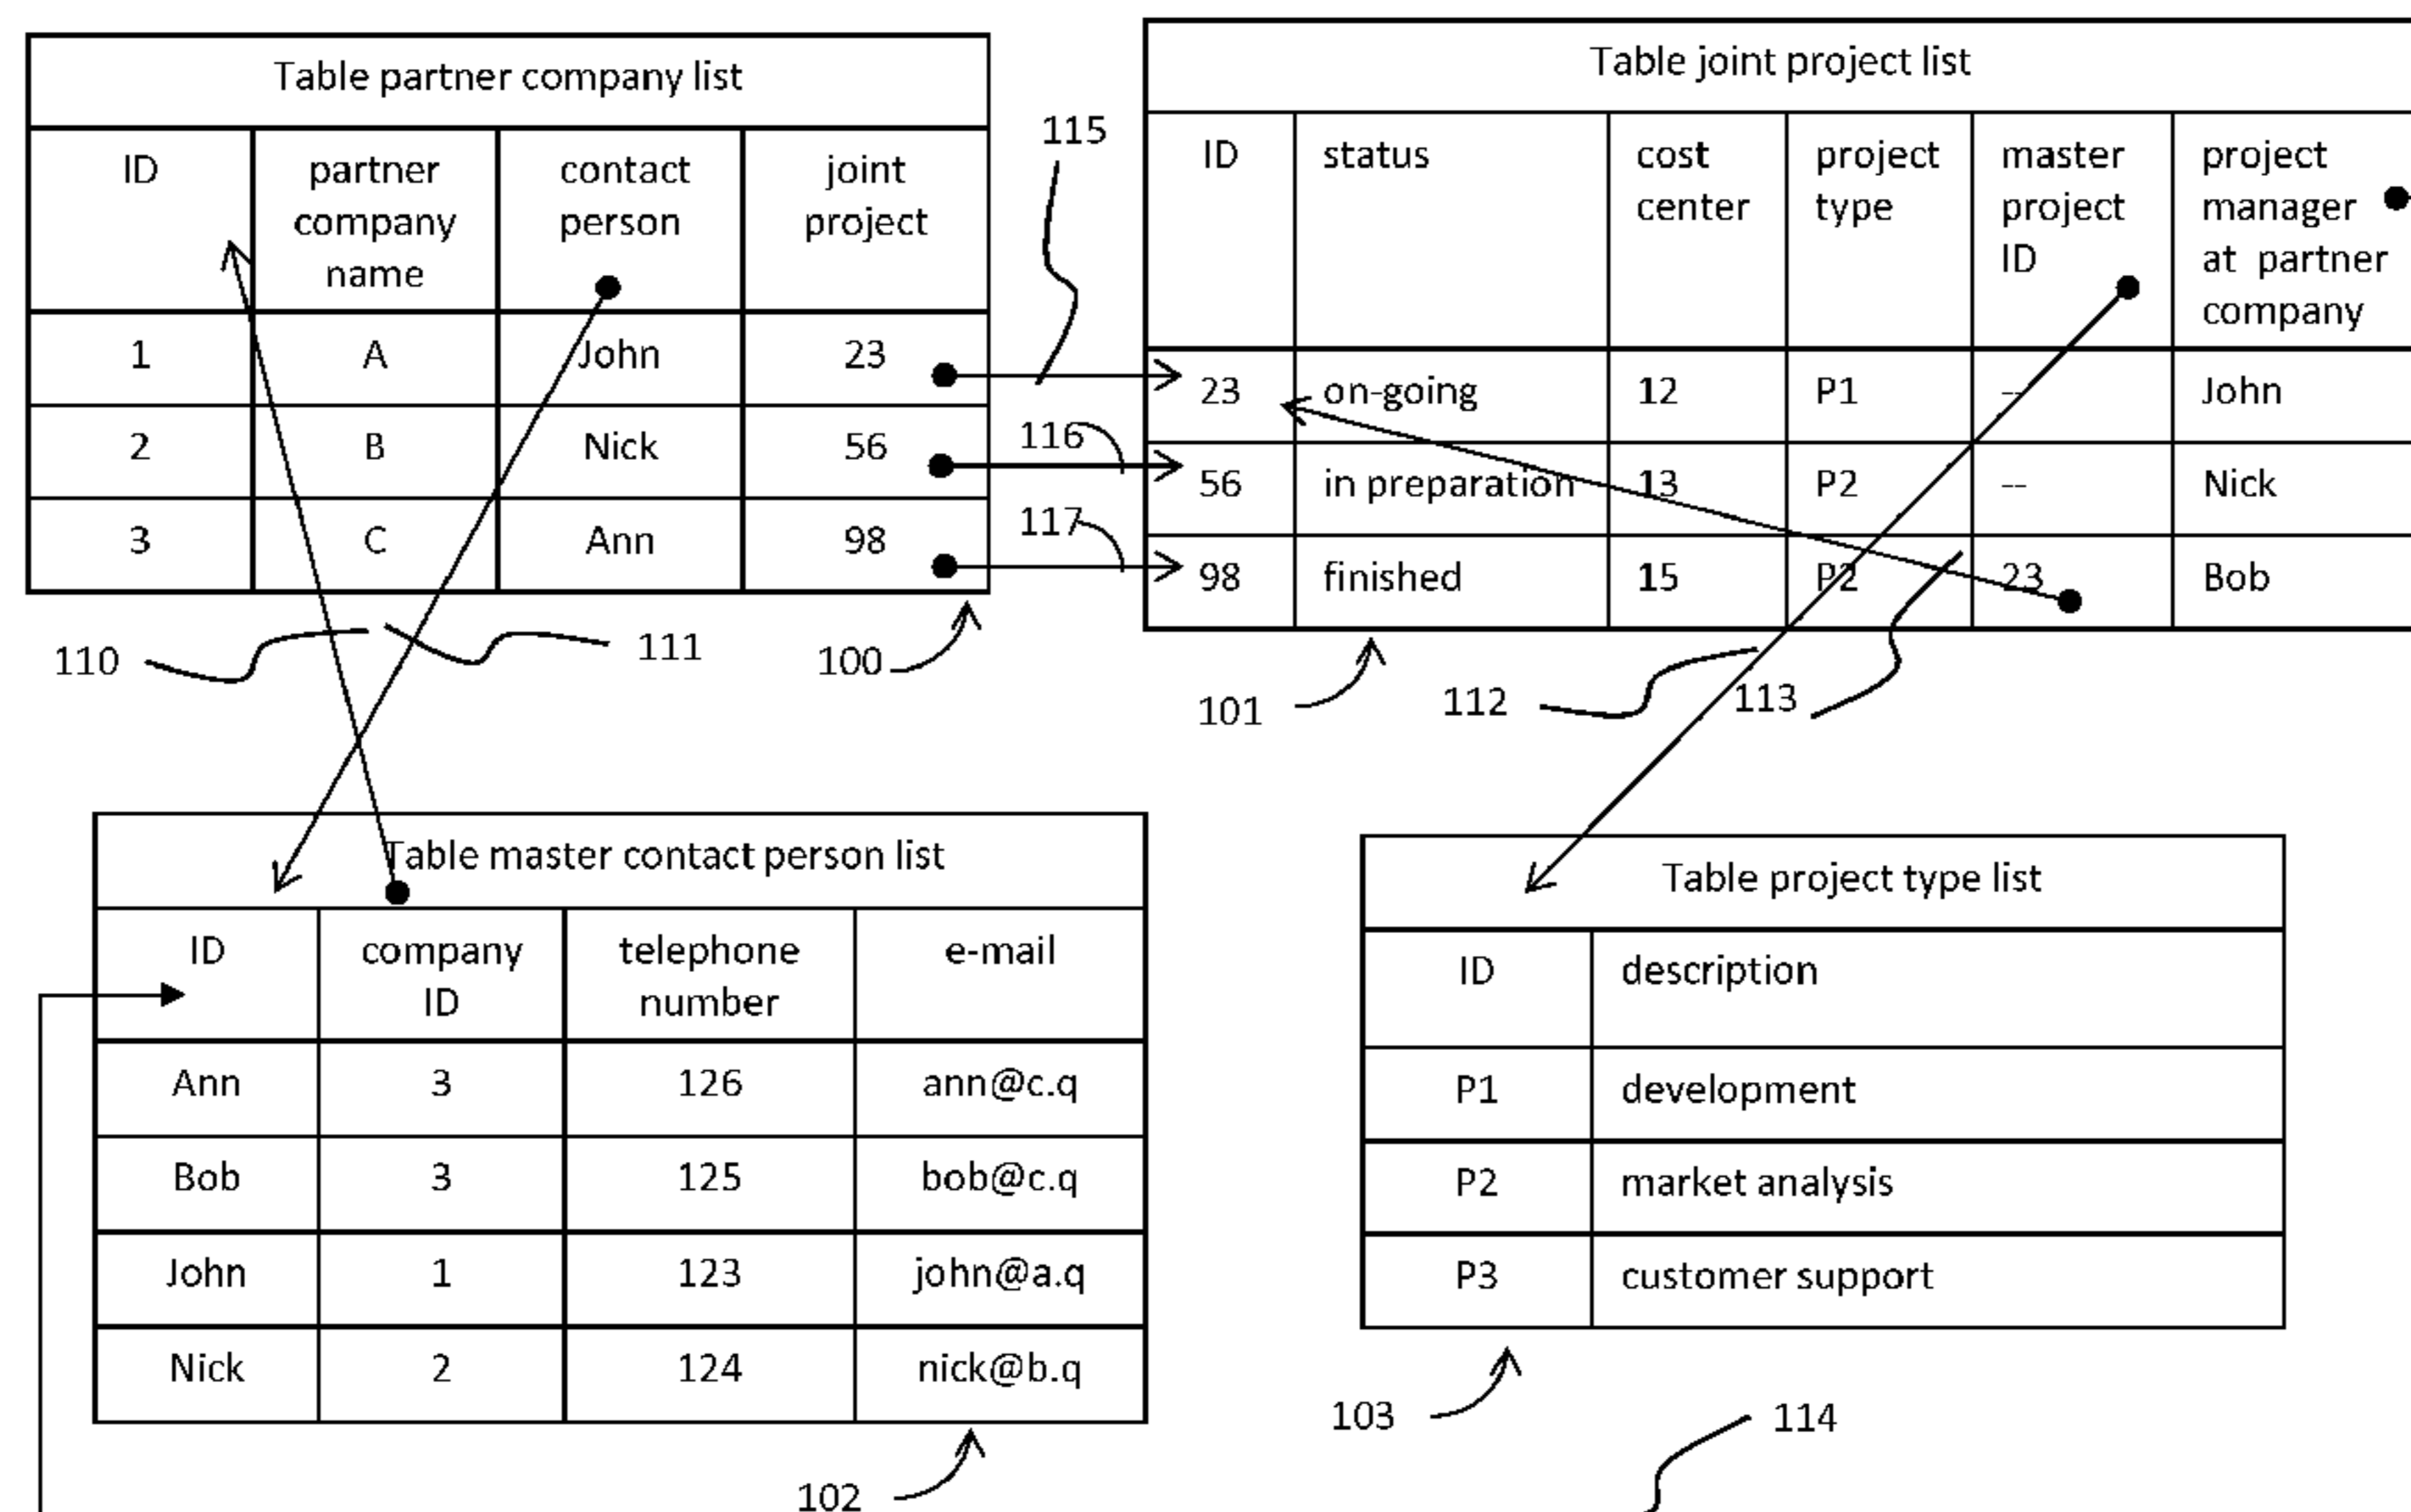 Table partner company list
ID partner company name contact person joint project
1 A John 23
2 B Nick 56
3 C Ann 98
115
116
117
110
111
100
Table joint project list
ID status cost center project type master project ID project manager at partner company
23 on-going 12 P1 -- John
56 in preparation 13 P2 -- Nick
98 finished 15 P2 23 Bob
101
112
113
Table master contact person list
ID company ID telephone number e-mail
Ann 3 126 ann@c.q
Bob 3 125 bob@c.q
John 1 123 john@a.q
Nick 2 124 nick@b.q
102
Table project type list
ID description
P1 development
P2 market analysis
P3 customer support
103
114